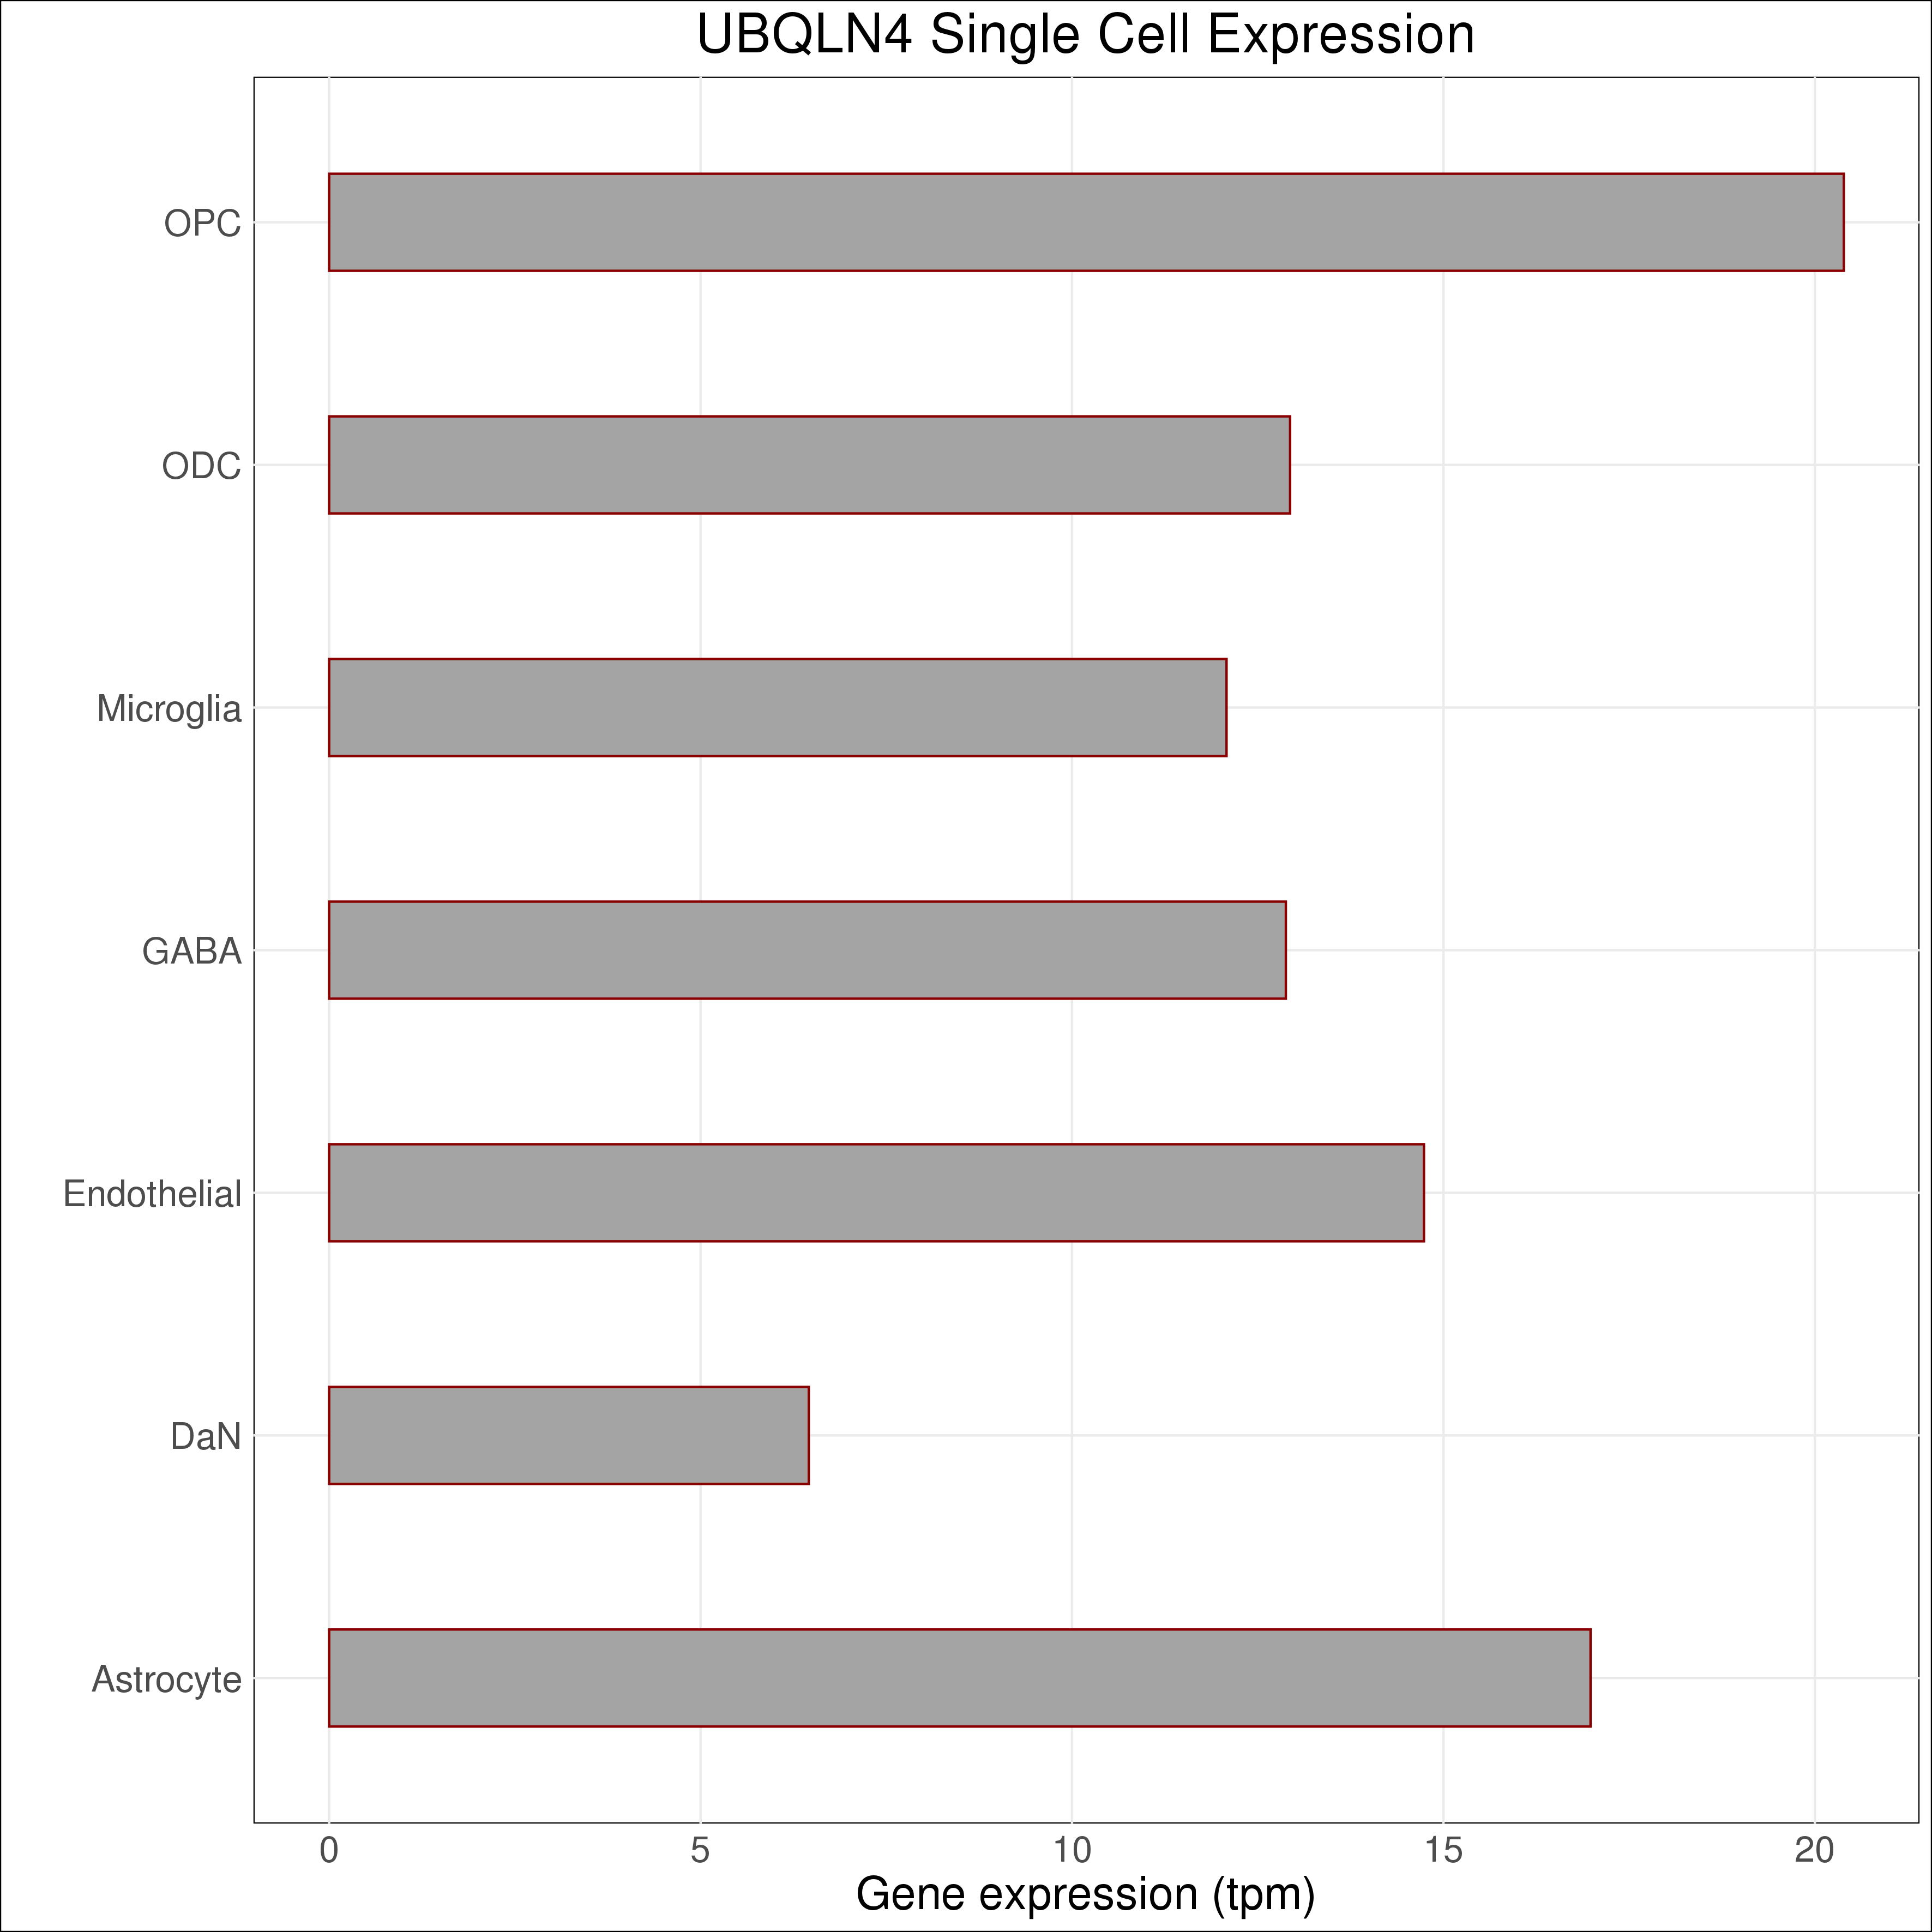 UBQLN4 Single Cell Expression
OPC
ODC
Microglia
GABA
Endothelial
DaN
Astrocyte
0 5 10 15 20
Gene expression (tpm)